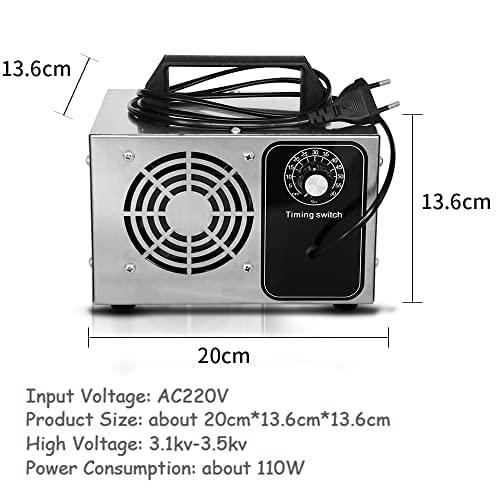 13.6cm
Timing switch
13.6cm
20cm
Input Voltage: AC220V
Product Size: about 20cm*13.6cm*13.6cm
High Voltage: 3.1kv-3.5kv
Power Consumption: about 110W